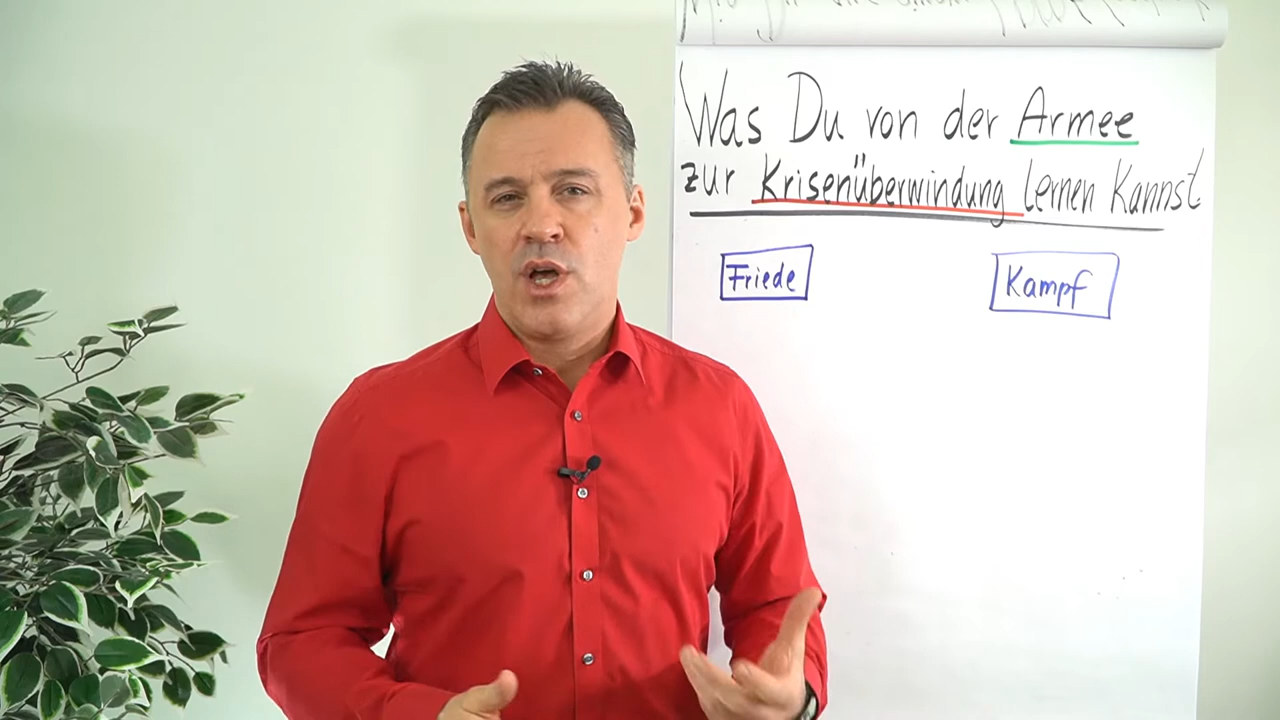 Was Du von der Armee
zur Krisenüberwindung lernen Kannst
Friede
Kampf